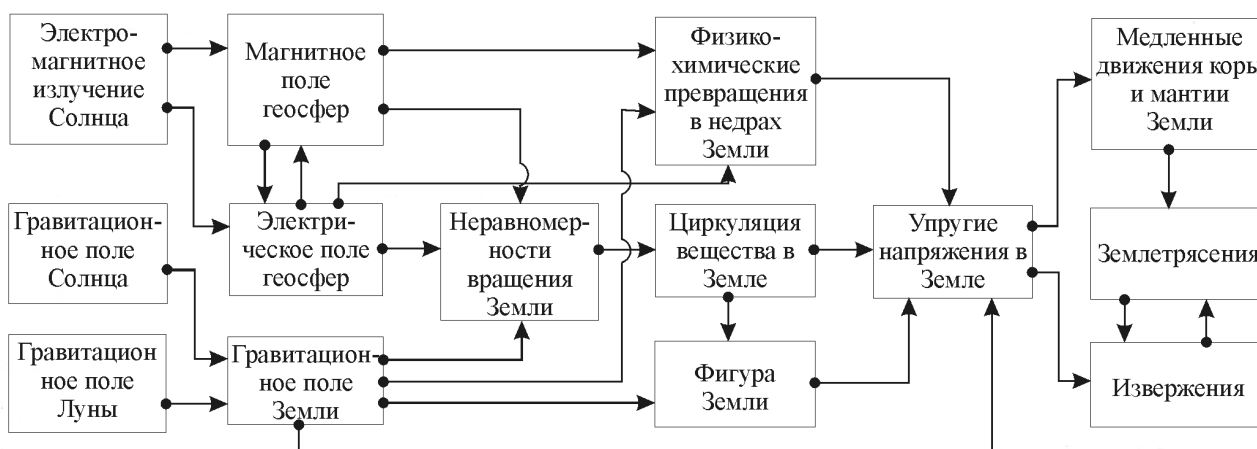 Электро-
магнитное
излучение
Солнца
Гравитацион-
ное поле
Солнца
Гравитацион
ное поле
Луны
Магнитное
поле
геосфер
Электри-
ческое поле
геосфер
Гравитацион-
ное поле
Земли
Неравномер-
ности
вращения
Земли
Физико-
химические
превращения
в недрах
Земли
Циркуляция
вещества в
Земле
Фигура
Земли
Упругие
напряжения в
Земле
Медленные
движения коры
и мантии
Земли
Землетрясения
Извержения